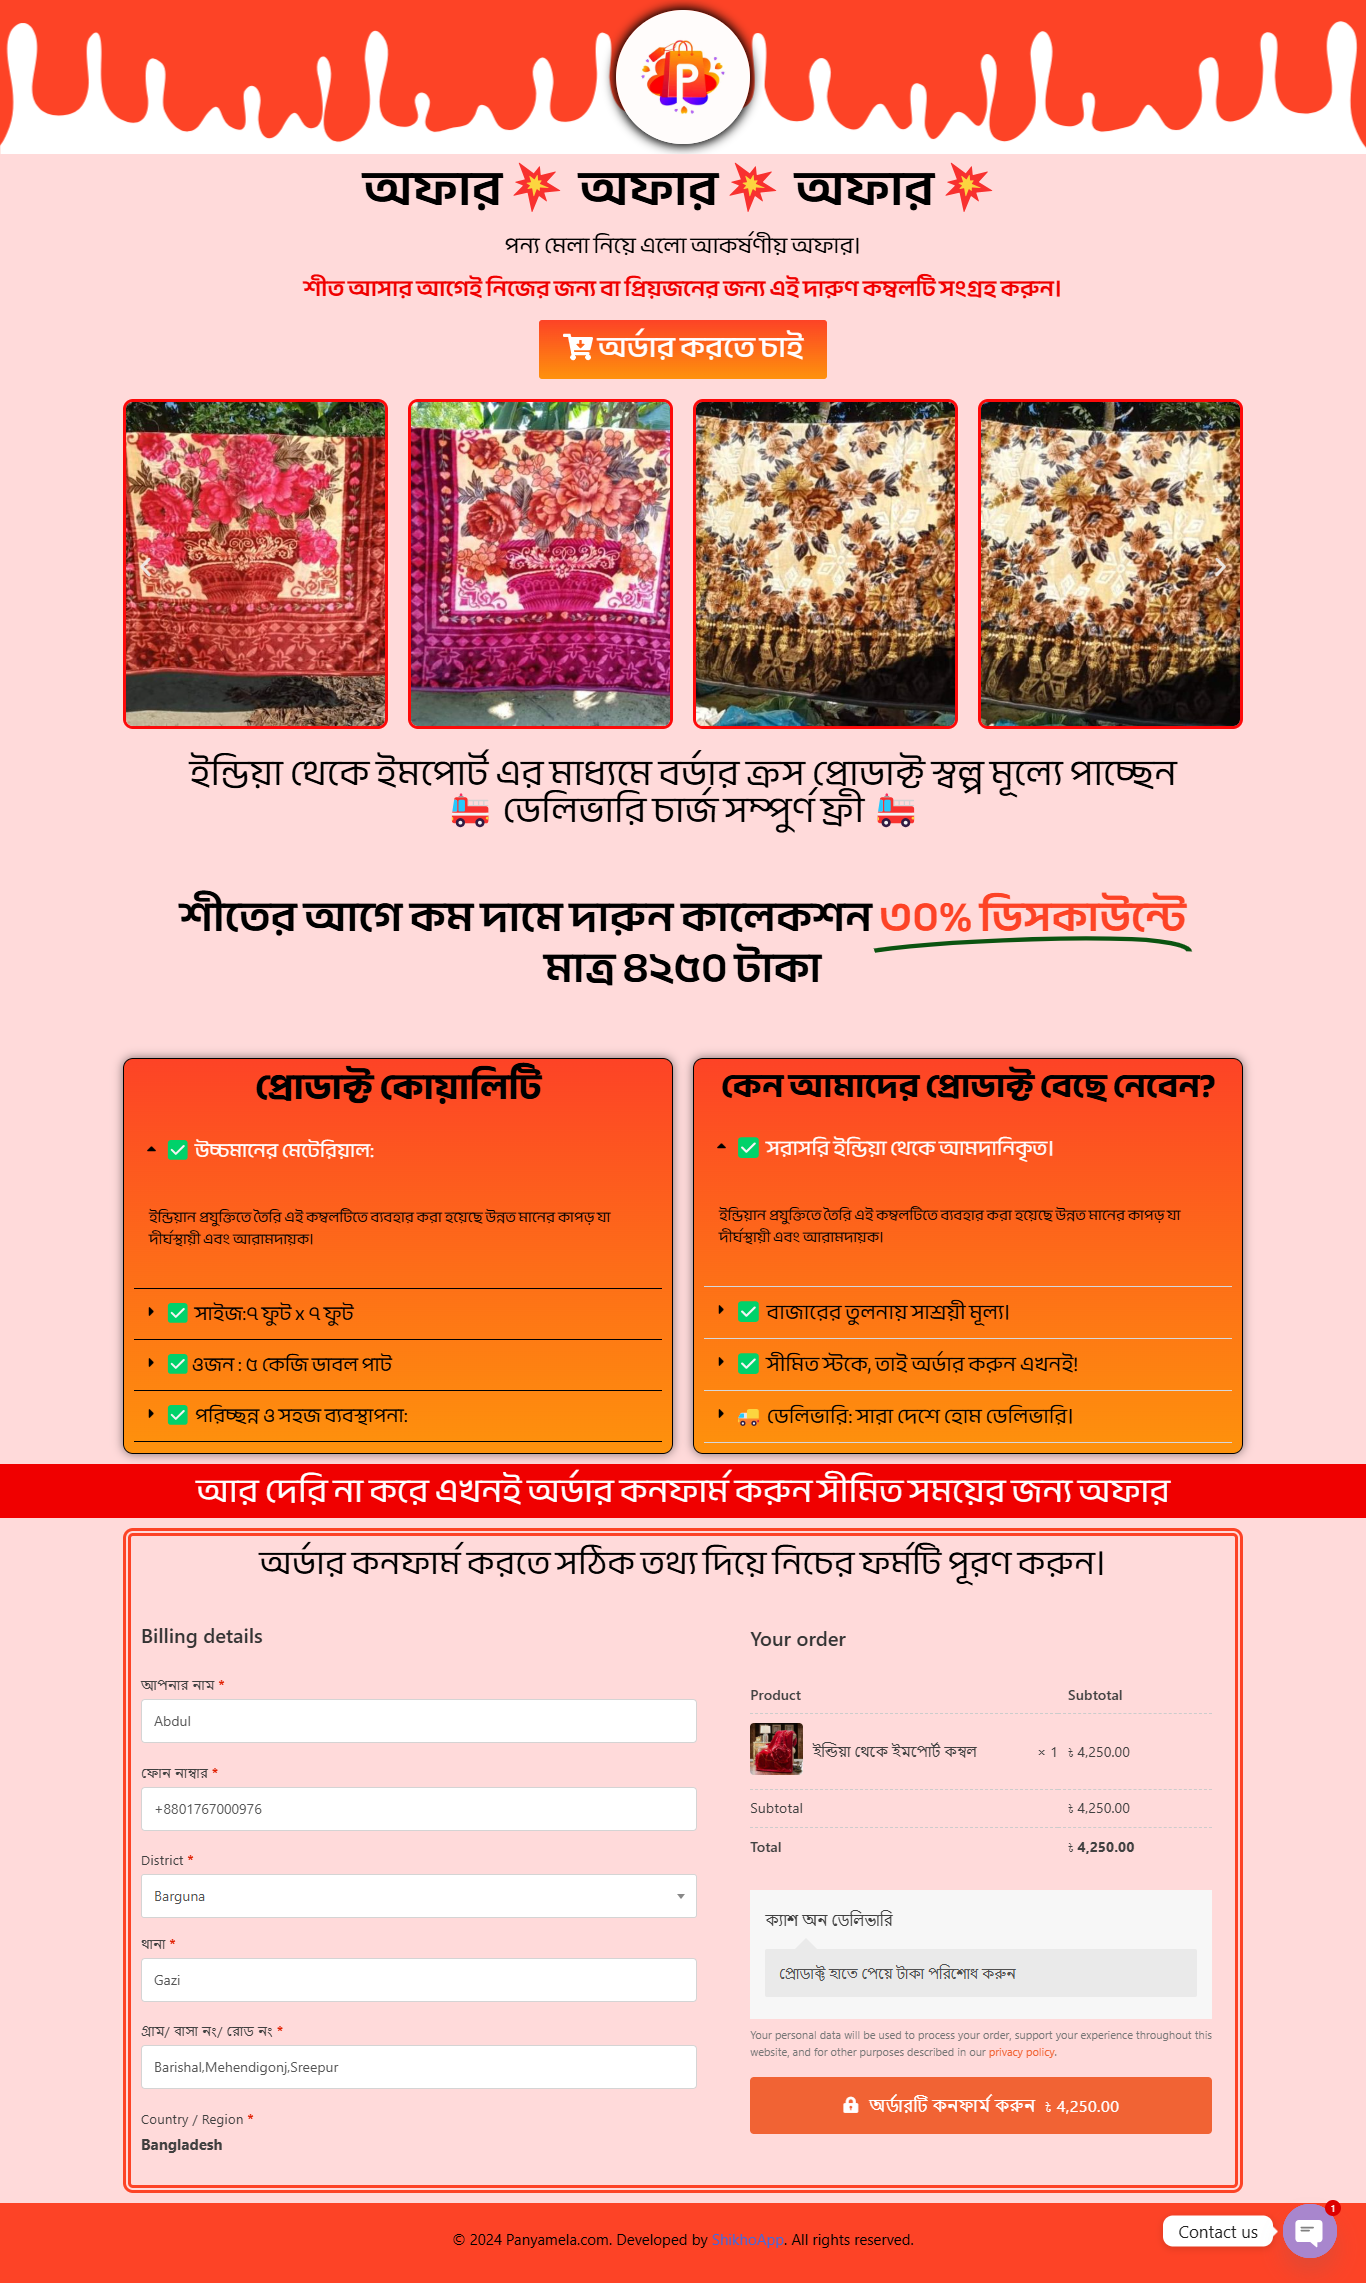 P
অফার💥 অফার💥 অফার💥
পন্য মেলা নিয়ে এলো আকর্ষণীয় অফার।
শীত আসার আগেই নিজের জন্য বা প্রিয়জনের জন্য এই দারুণ কম্বলটি সংগ্রহ করুন।
অর্ডার করতে চাই
ইন্ডিয়া থেকে ইমপোর্ট এর মাধ্যমে বর্ডার ক্রস প্রোডাক্ট স্বল্প মূল্যে পাচ্ছেন
🚒 ডেলিভারি চার্জ সম্পুর্ণ ফ্রী 🚒
শীতের আগে কম দামে দারুন কালেকশন ৩০% ডিসকাউন্টে
মাত্র ৪২৫০ টাকা
প্রোডাক্ট কোয়ালিটি
✅ উচ্চমানের মেটেরিয়াল:
ইন্ডিয়ান প্রযুক্তিতে তৈরি এই কম্বলটিতে ব্যবহার করা হয়েছে উন্নত মানের কাপড় যা
দীর্ঘস্থায়ী এবং আরামদায়ক।
✅ সাইজ:৭ ফুট x ৭ ফুট
✅ ওজন : ৫ কেজি ডাবল পাট
✅ পরিচ্ছন্ন ও সহজ ব্যবস্থাপনা:
কেন আমাদের প্রোডাক্ট বেছে নেবেন?
✅ সরাসরি ইন্ডিয়া থেকে আমদানিকৃত।
ইন্ডিয়ান প্রযুক্তিতে তৈরি এই কম্বলটিতে ব্যবহার করা হয়েছে উন্নত মানের কাপড় যা
দীর্ঘস্থায়ী এবং আরামদায়ক।
✅ বাজারের তুলনায় সাশ্রয়ী মূল্য।
✅ সীমিত স্টকে, তাই অর্ডার করুন এখনই!
🚚 ডেলিভারি: সারা দেশে হোম ডেলিভারি।
আর দেরি না করে এখনই অর্ডার কনফার্ম করুন সীমিত সময়ের জন্য অফার
অর্ডার কনফার্ম করতে সঠিক তথ্য দিয়ে নিচের ফর্মটি পূরণ করুন।
Billing details
আপনার নাম *
Abdul
ফোন নাম্বার *
+8801767000976
District *
Barguna
থানা *
Gazi
গ্রাম/ বাসা নং/ রোড নং *
Barishal,Mehendigonj,Sreepur
Country / Region *
Bangladesh
Your order
Product Subtotal
ইন্ডিয়া থেকে ইমপোর্ট কম্বল × 1 ৳ 4,250.00
Subtotal ৳ 4,250.00
Total ৳ 4,250.00
ক্যাশ অন ডেলিভারি
প্রোডাক্ট হাতে পেয়ে টাকা পরিশোধ করুন
Your personal data will be used to process your order, support your experience throughout this
website, and for other purposes described in our privacy policy.
অর্ডারটি কনফার্ম করুন ৳ 4,250.00
© 2024 Panyamela.com. Developed by ShikhoApp. All rights reserved.
Contact us
1